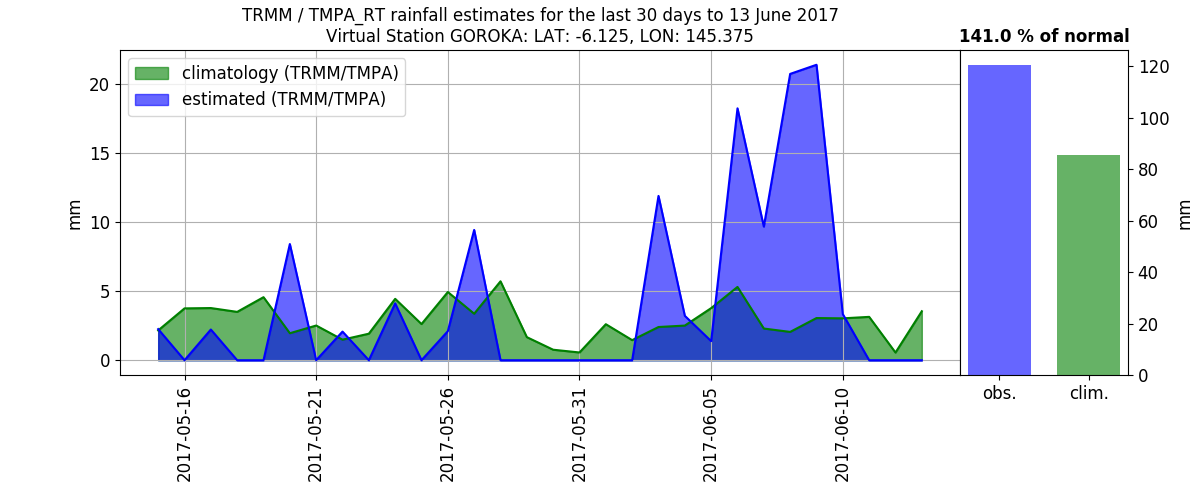 TRMM / TMPA_RT rainfall estimates for the last 30 days to 13 June 2017
Virtual Station GOROKA: LAT: -6.125, LON: 145.375
141.0 % of normal
climatology (TRMM/TMPA)
estimated (TRMM/TMPA)
20
15
10
5
0
mm
2017-05-16
2017-05-21
2017-05-26
2017-05-31
2017-06-05
2017-06-10
120
100
80
60
40
20
0
mm
obs.
clim.